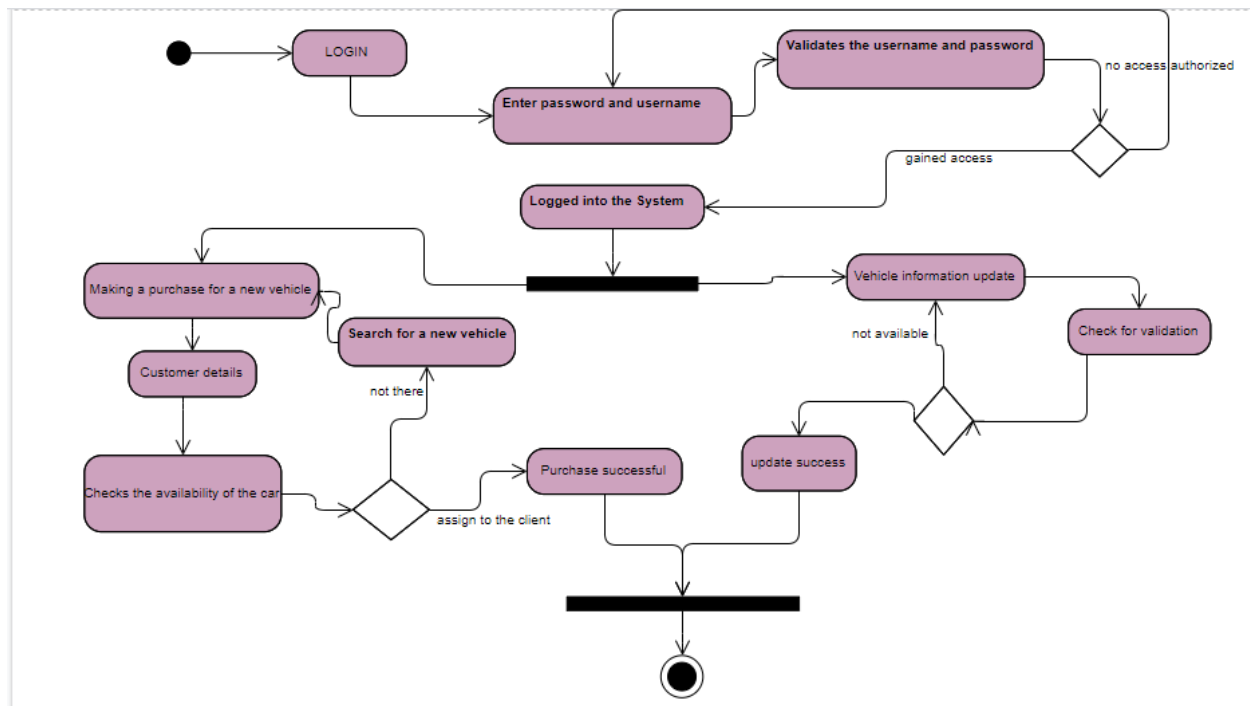 LOGIN
Validates the username and password
no access authorized
Enter password and username
gained access
Logged into the System
Making a purchase for a new vehicle
Vehicle information update
Search for a new vehicle
not available
Check for validation
Customer details
not there
Checks the availability of the car
Purchase successful
update success
assign to the client